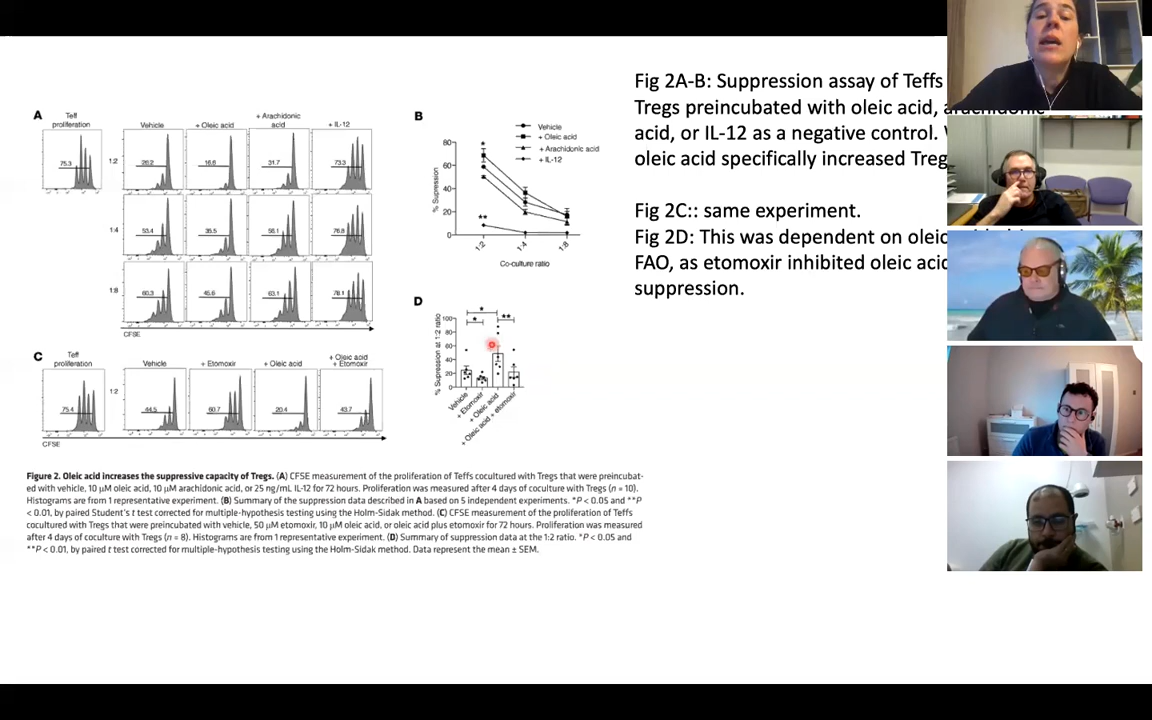 A
Teff
proliferation
Vehicle
+ Oleic acid
+ Arachidonic
acid
+ IL-12
75.3
1:2
16.6
31.7
73.3
1:4
53.4
35.5
56.1
76.8
1:8
60.3
45.6
63.1
78.1
CFSE
B
Vehicle
+ Oleic acid
+ Arachidonic acid
+ IL-12
% Supression
80
60
40
20
0
*
**
1:2
1:4
1:8
Co-culture ratio
C
Teff
proliferation
Vehicle
+ Etomoxir
+ Oleic acid
+ Oleic acid
+ Etomoxir
75.4
1:2
44.5
60.7
20.4
43.7
CFSE
D
% Supression at 1:2 ratio
100
80
60
40
20
0
*
*
**
Vehicle
+ Etomoxir
+ Oleic acid
+ Oleic acid + etomoxir
Figure 2. Oleic acid increases the suppressive capacity of Tregs. (A) CFSE measurement of the proliferation of Teffs cocultured with Tregs that were preincubat-
ed with vehicle, 10 μM oleic acid, 10 μM arachidonic acid, or 25 ng/mL IL-12 for 72 hours. Proliferation was measured after 4 days of coculture with Tregs (n = 10).
Histograms are from 1 representative experiment. (B) Summary of the suppression data described in A based on 5 independent experiments. *P < 0.05 and **P
< 0.01, by paired Student's t test corrected for multiple-hypothesis testing using the Holm-Sidak method. (C) CFSE measurement of the proliferation of Teffs
cocultured with Tregs that were preincubated with vehicle, 50 μM etomoxir, 10 μM oleic acid, or oleic acid plus etomoxir for 72 hours. Proliferation was measured
after 4 days of coculture with Tregs (n = 8). Histograms are from 1 representative experiment. (D) Summary of suppression data at the 1:2 ratio. *P < 0.05 and
**P < 0.01, by paired t test corrected for multiple-hypothesis testing using the Holm-Sidak method. Data represent the mean ± SEM.
Fig 2A-B: Suppression assay of Teffs
Tregs preincubated with oleic acid, arachidonic
acid, or IL-12 as a negative control.
oleic acid specifically increased Treg
Fig 2C:: same experiment.
Fig 2D: This was dependent on oleic
FAO, as etomoxir inhibited oleic acid
suppression.